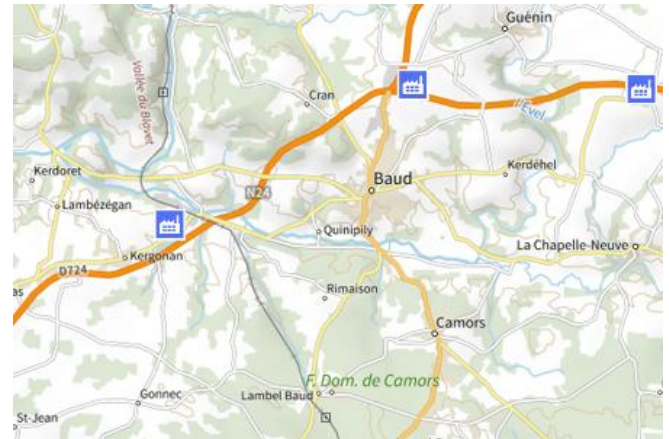 Guénin
Vallée du Blavet
Cran
l'Evel
Kerdoret
Kerdéhel
Baud
N24
Lambézégan
Quinipily
La Chapelle-Neuve
Kergonan
D724
as
Rimaison
Camors
F. Dom. de Camors
Gonnec
Lambel Baud
St-Jean